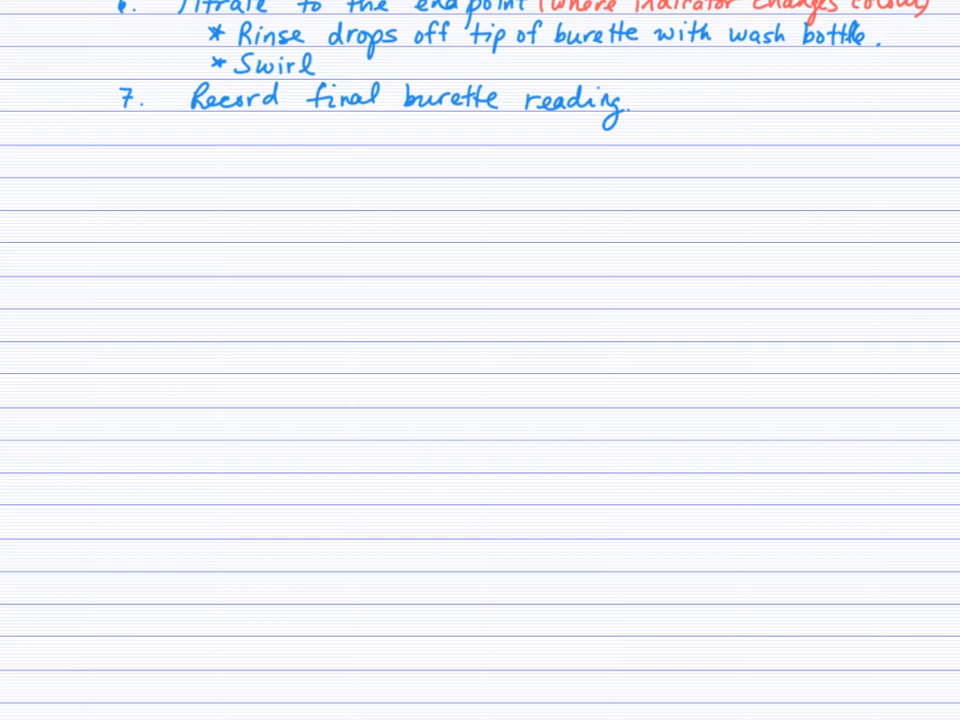 6. Titrate to the endpoint (where indicator changes colour)
* Rinse drops off tip of burette with wash bottle.
* Swirl
7. Record final burette reading.